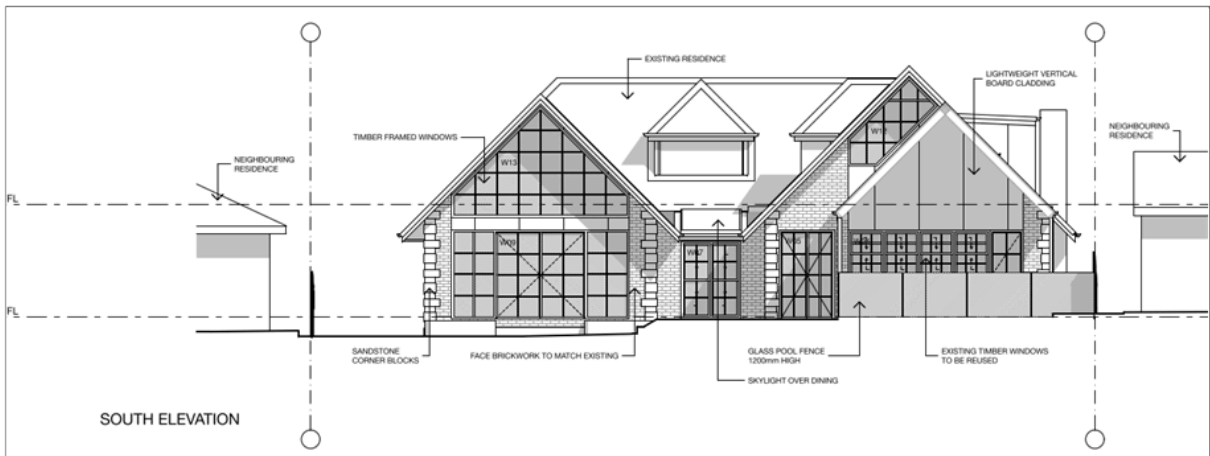 EXISTING RESIDENCE
LIGHTWEIGHT VERTICAL
BOARD CLADDING
TIMBER FRAMED WINDOWS
W12
NEIGHBOURING
RESIDENCE
NEIGHBOURING
RESIDENCE
W13
FL
W09
W07
W05
FL
SANDSTONE
CORNER BLOCKS
FACE BRICKWORK TO MATCH EXISTING
GLASS POOL FENCE
1200mm HIGH
EXISTING TIMBER WINDOWS
TO BE REUSED
SKYLIGHT OVER DINING
SOUTH ELEVATION